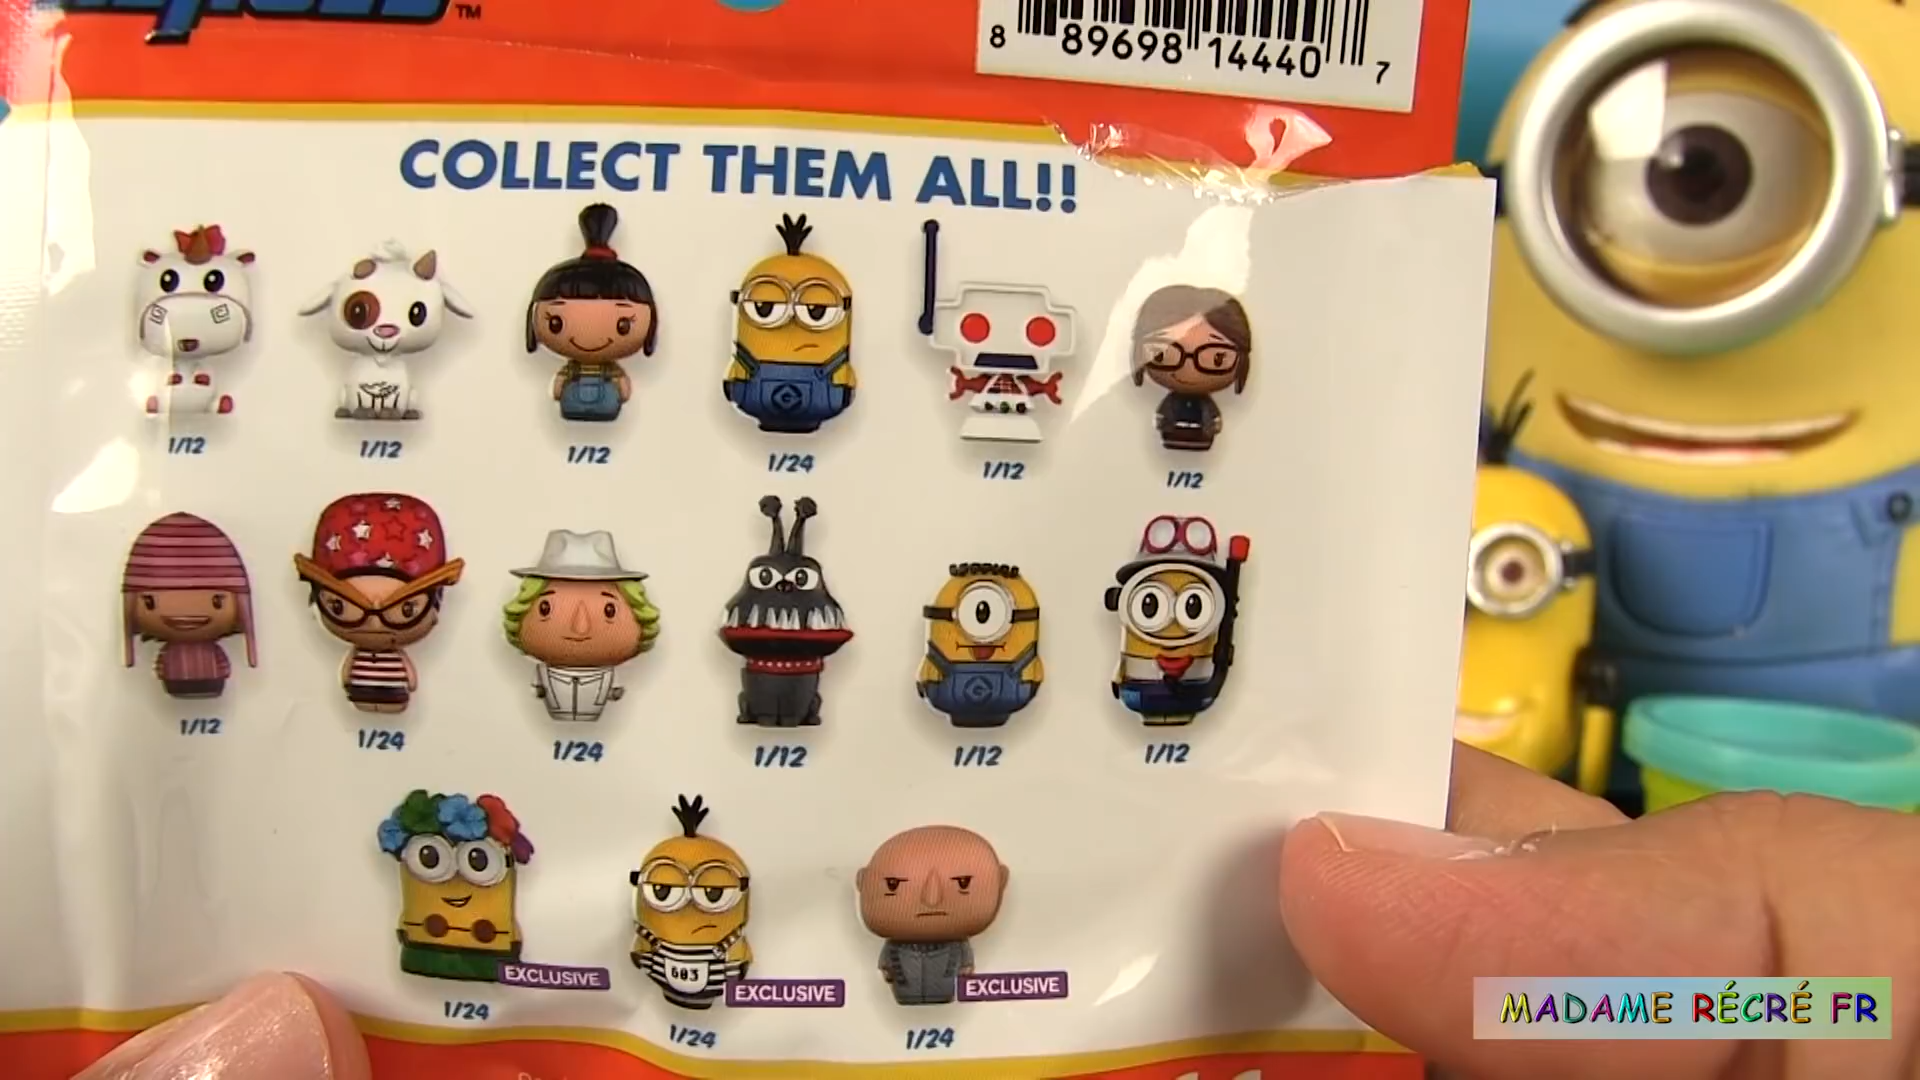 ™
8 89698 14440 7
COLLECT THEM ALL!!
1/12 1/12 1/12 1/24 1/12 1/12
1/12 1/24 1/24 1/12 1/12 1/12
EXCLUSIVE EXCLUSIVE EXCLUSIVE
1/24 1/24 1/24
603
MADAME RÉCRÉ FR